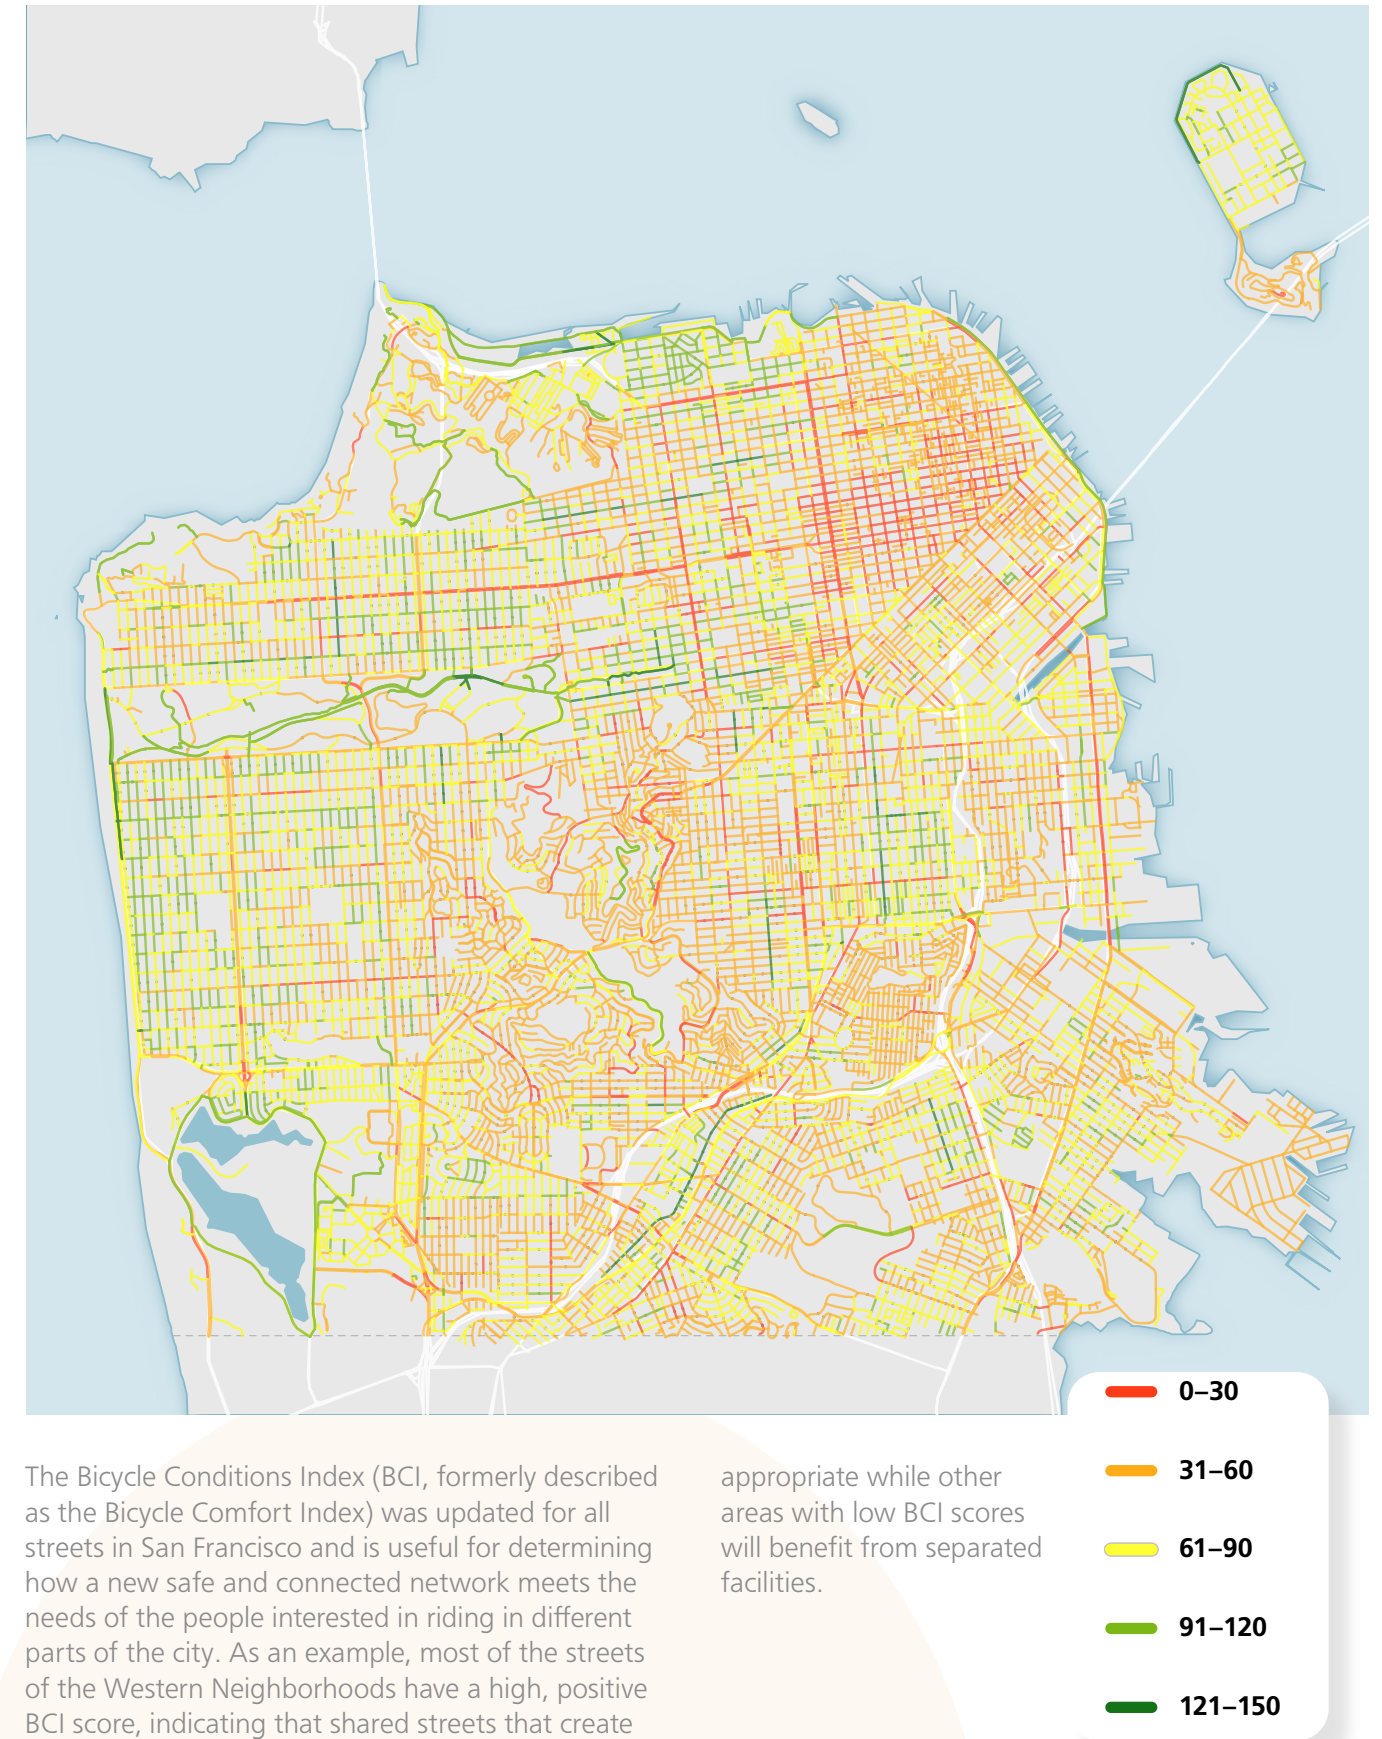 The Bicycle Conditions Index (BCI, formerly described
as the Bicycle Comfort Index) was updated for all
streets in San Francisco and is useful for determining
how a new safe and connected network meets the
needs of the people interested in riding in different
parts of the city. As an example, most of the streets
of the Western Neighborhoods have a high, positive
BCI score, indicating that shared streets that create
appropriate while other
areas with low BCI scores
will benefit from separated
facilities.
0–30
31–60
61–90
91–120
121–150